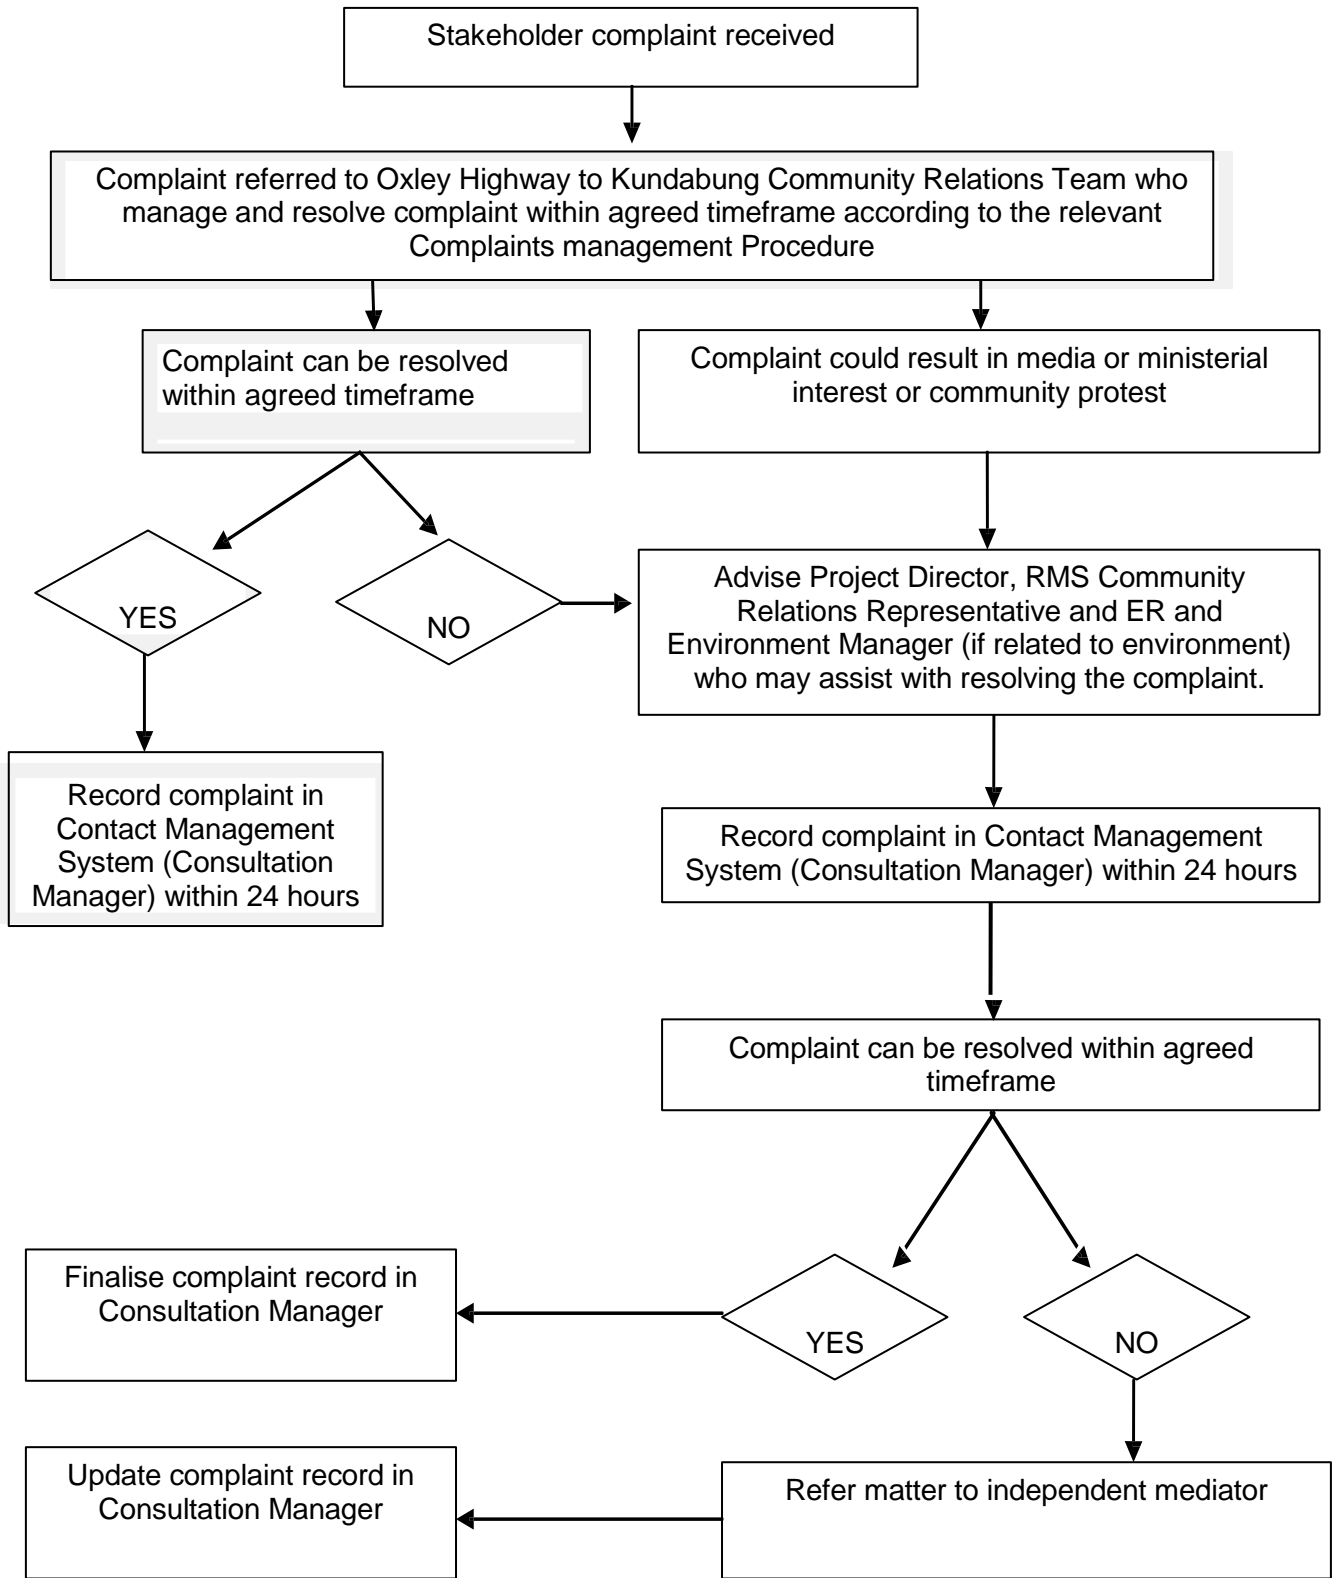 Stakeholder complaint received
Complaint referred to Oxley Highway to Kundabung Community Relations Team who
manage and resolve complaint within agreed timeframe according to the relevant
Complaints management Procedure
Complaint can be resolved
within agreed timeframe
Complaint could result in media or ministerial
interest or community protest
YES
NO
Advise Project Director, RMS Community
Relations Representative and ER and
Environment Manager (if related to environment)
who may assist with resolving the complaint.
Record complaint in
Contact Management
System (Consultation
Manager) within 24 hours
Record complaint in Contact Management
System (Consultation Manager) within 24 hours
Complaint can be resolved within agreed
timeframe
YES
NO
Finalise complaint record in
Consultation Manager
Refer matter to independent mediator
Update complaint record in
Consultation Manager